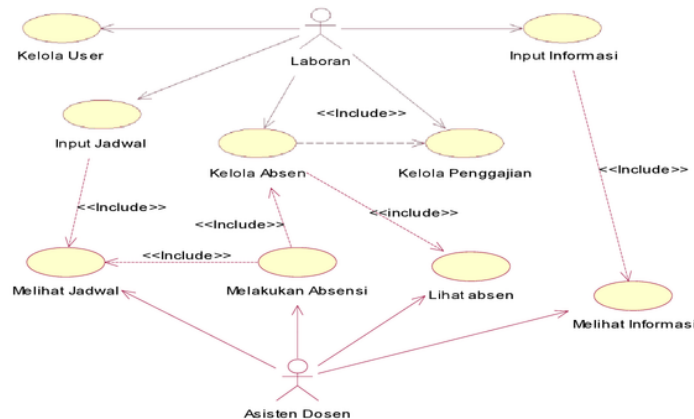 Kelola User
Laboran
Input Informasi
<<Include>>
Input Jadwal
Kelola Absen
Kelola Penggajian
<<Include>>
<<Include>>
<<Include>>
<<include>>
<<Include>>
Melihat Jadwal
Melakukan Absensi
Lihat absen
Melihat Informasi
Asisten Dosen